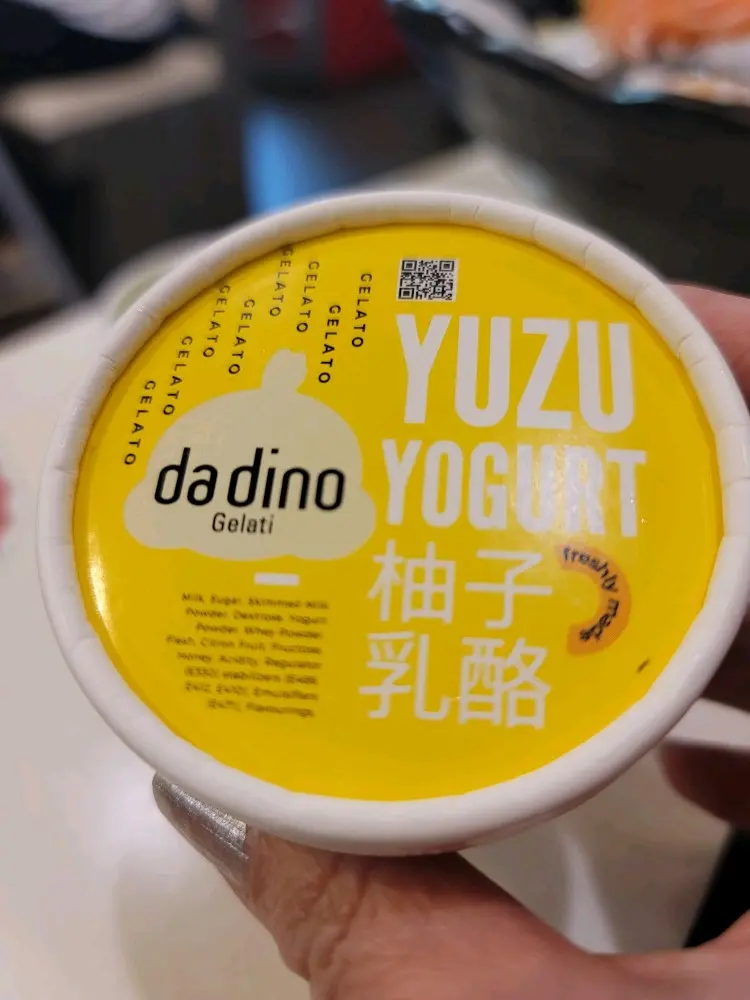 GELATO
GELATO
GELATO
GELATO
GELATO
GELATO
GELATO
GELATO
da dino
Gelati
YUZU
YOGURT
柚子
乳酪
freshly made
Milk, Sugar, Skimmed Milk
Powder, Dextrose, Yogurt
Powder, Whey Powder,
Flesh Citron Fruit, Fructose,
Honey, Acidity Regulator
(E330), stabilizers (E466,
E412, E410), Emulsifiers
(E471), Flavourings.